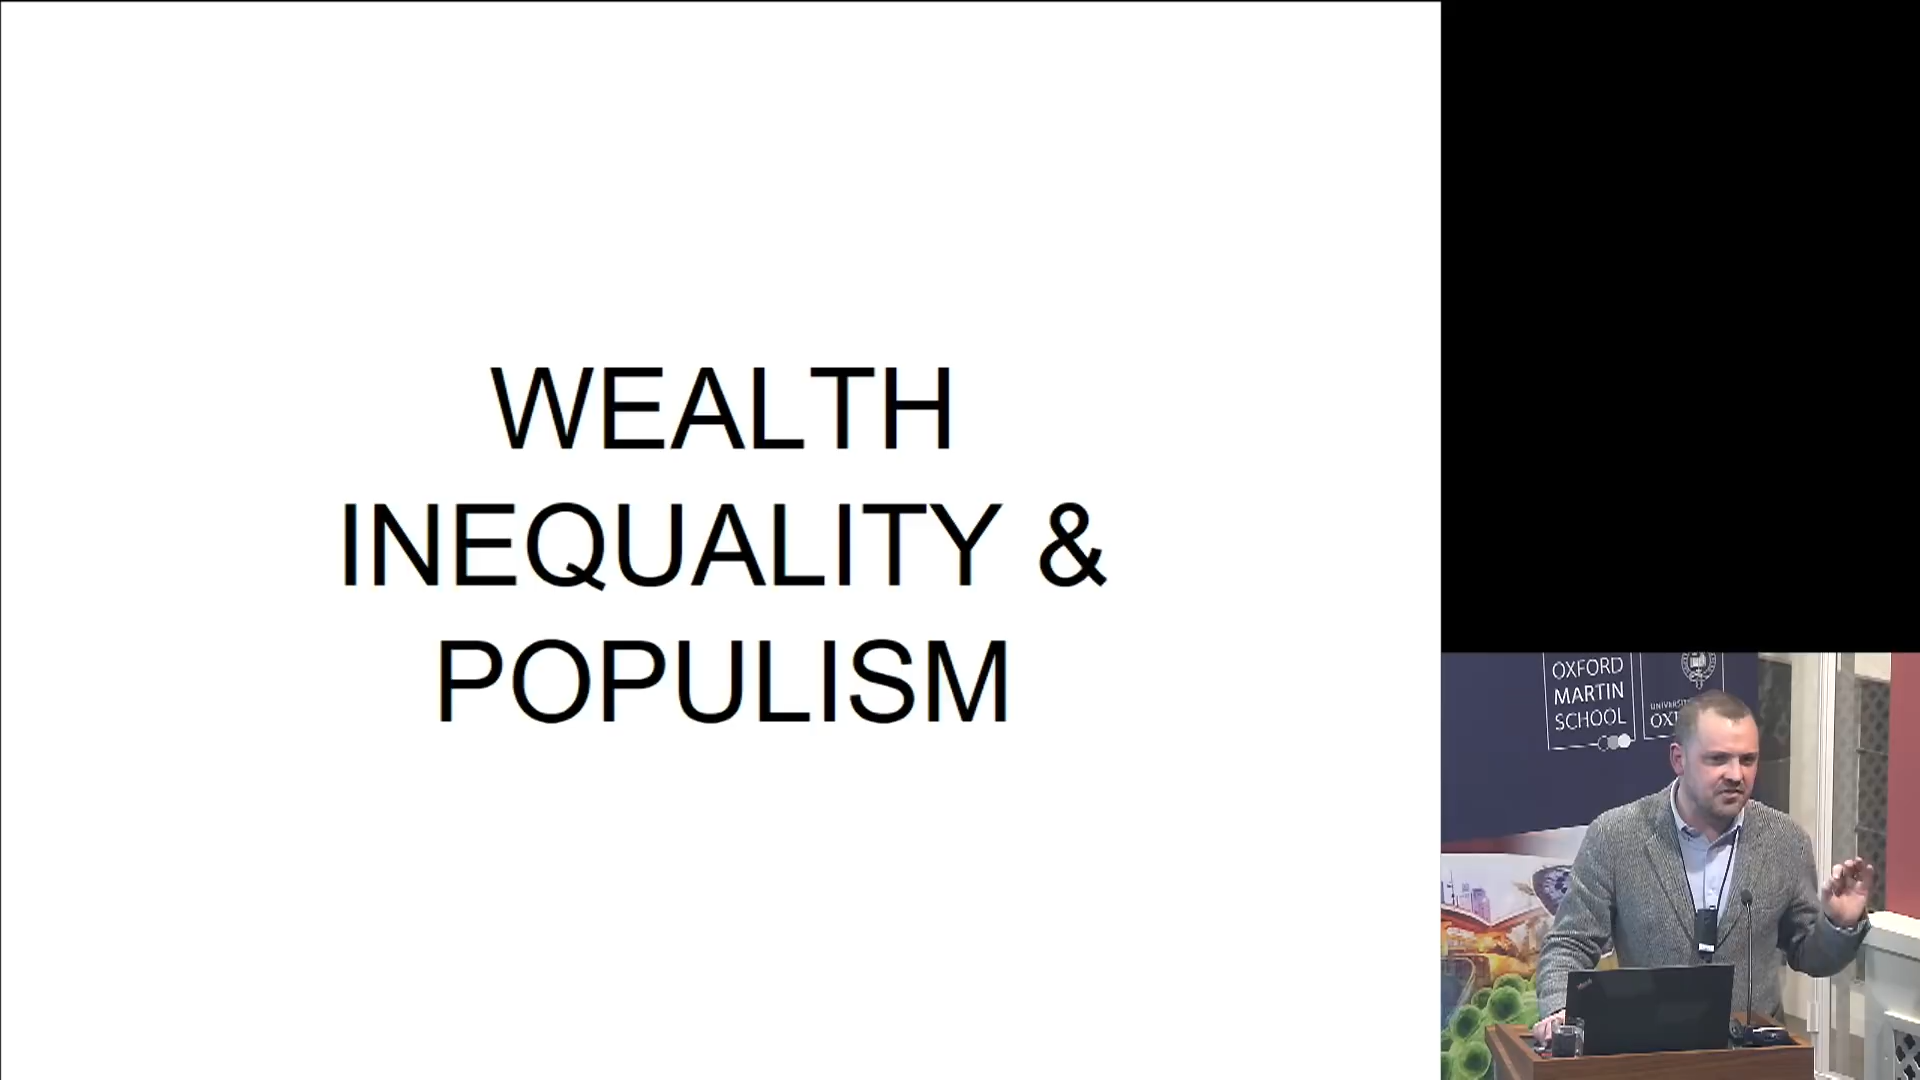 WEALTH
INEQUALITY &
POPULISM
OXFORD
MARTIN
SCHOOL